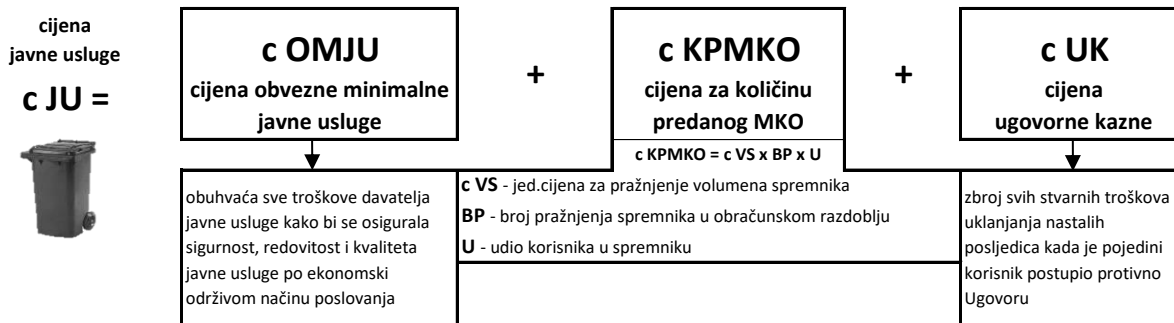 cijena
javne usluge
c JU =
c OMJU
cijena obvezne minimalne
javne usluge
+
c KPMKO
cijena za količinu
predanog MKO
c KPMKO = c VS x BP x U
+
c UK
cijena
ugovorne kazne
obuhvaća sve troškove davatelja
javne usluge kako bi se osigurala
sigurnost, redovitost i kvaliteta
javne usluge po ekonomski
održivom načinu poslovanja
c VS - jed.cijena za pražnjenje volumena spremnika
BP - broj pražnjenja spremnika u obračunskom razdoblju
U - udio korisnika u spremniku
zbroj svih stvarnih troškova
uklanjanja nastalih
posljedica kada je pojedini
korisnik postupio protivno
Ugovoru